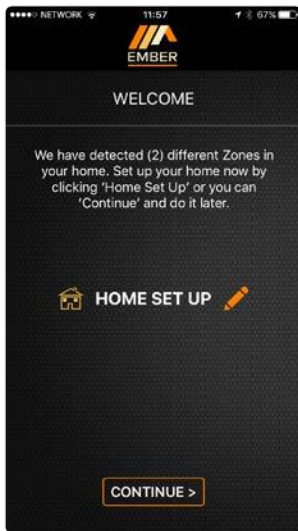 NETWORK 11:57 67%
EMBER
WELCOME
We have detected (2) different Zones in
your home. Set up your home now by
clicking 'Home Set Up' or you can
'Continue' and do it later.
HOME SET UP
CONTINUE >